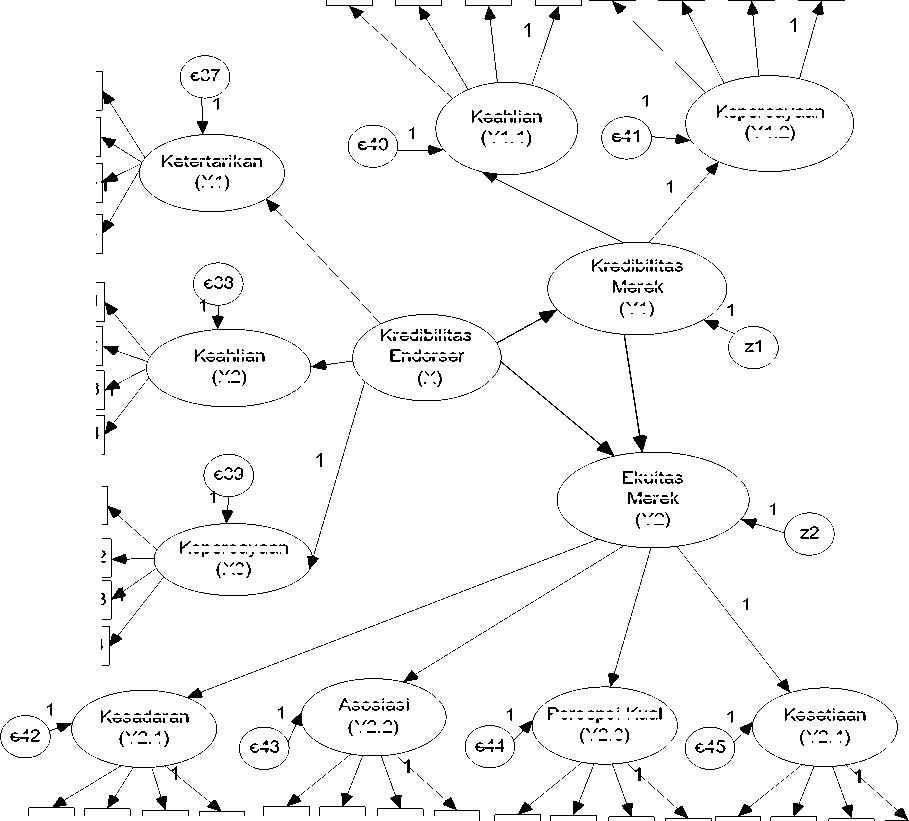 1
1
e37
1
Keahlian
(Y1.1)
Kepercayaan
(Y1.2)
e40
1
e41
1
Ketertarikan
(X1)
1
Kredibilitas
Merek
(Y1)
e38
1
1
z1
Kredibilitas
Endorser
(X)
Keahlian
(X2)
1
e39
1
Ekuitas
Merek
(Y2)
1
z2
Kepercayaan
(X3)
1
Kesadaran
(Y2.1)
Asosiasi
(Y2.2)
Persepsi Kual
(Y2.3)
Kesetiaan
1
e42
1
e43
1
e44
1
e45
1
1
1
1